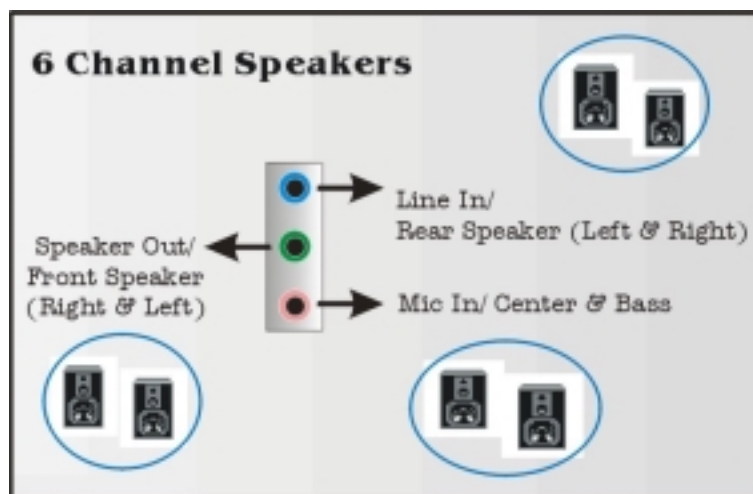 6 Channel Speakers
Line In/
Rear Speaker (Left & Right)
Speaker Out/
Front Speaker
(Right & Left)
Mic In/ Center & Bass